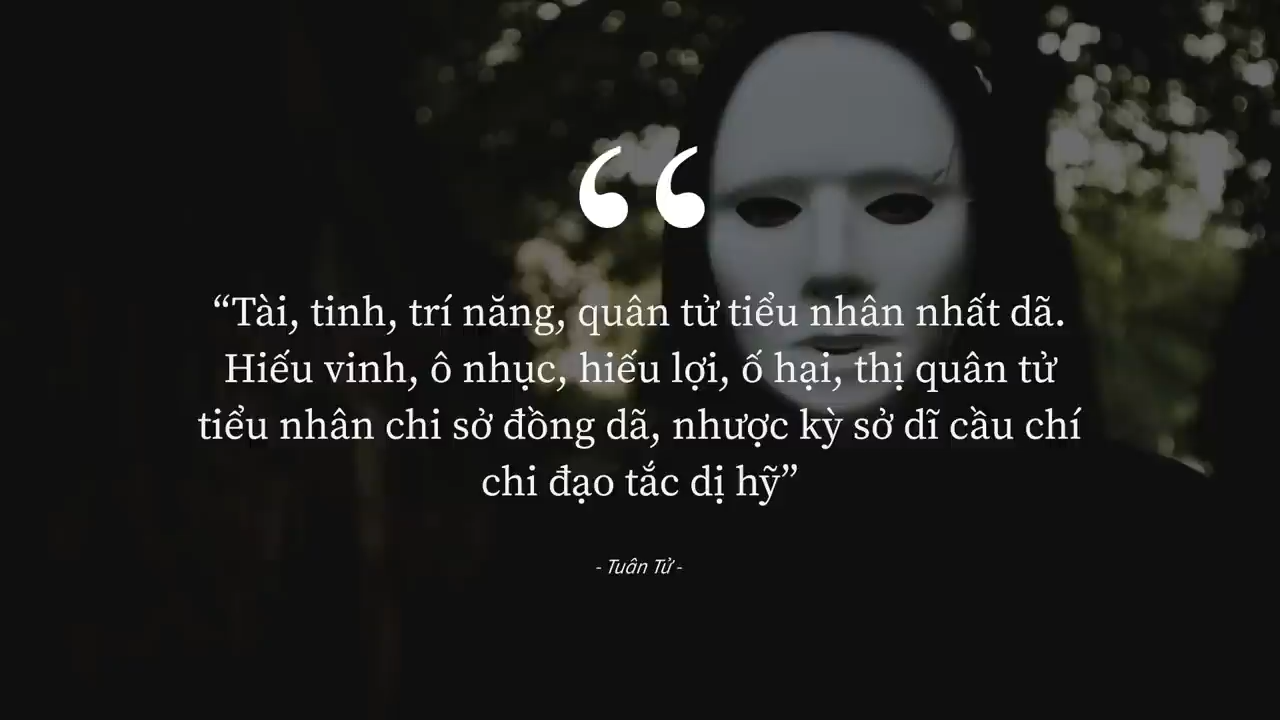 “
“Tài, tinh, trí năng, quân tử tiểu nhân nhất dã.
Hiếu vinh, ô nhục, hiếu lợi, ố hại, thị quân tử
tiểu nhân chi sở đồng dã, nhược kỳ sở dĩ cầu chí
chi đạo tắc dị hỹ”
- Tuân Tử -